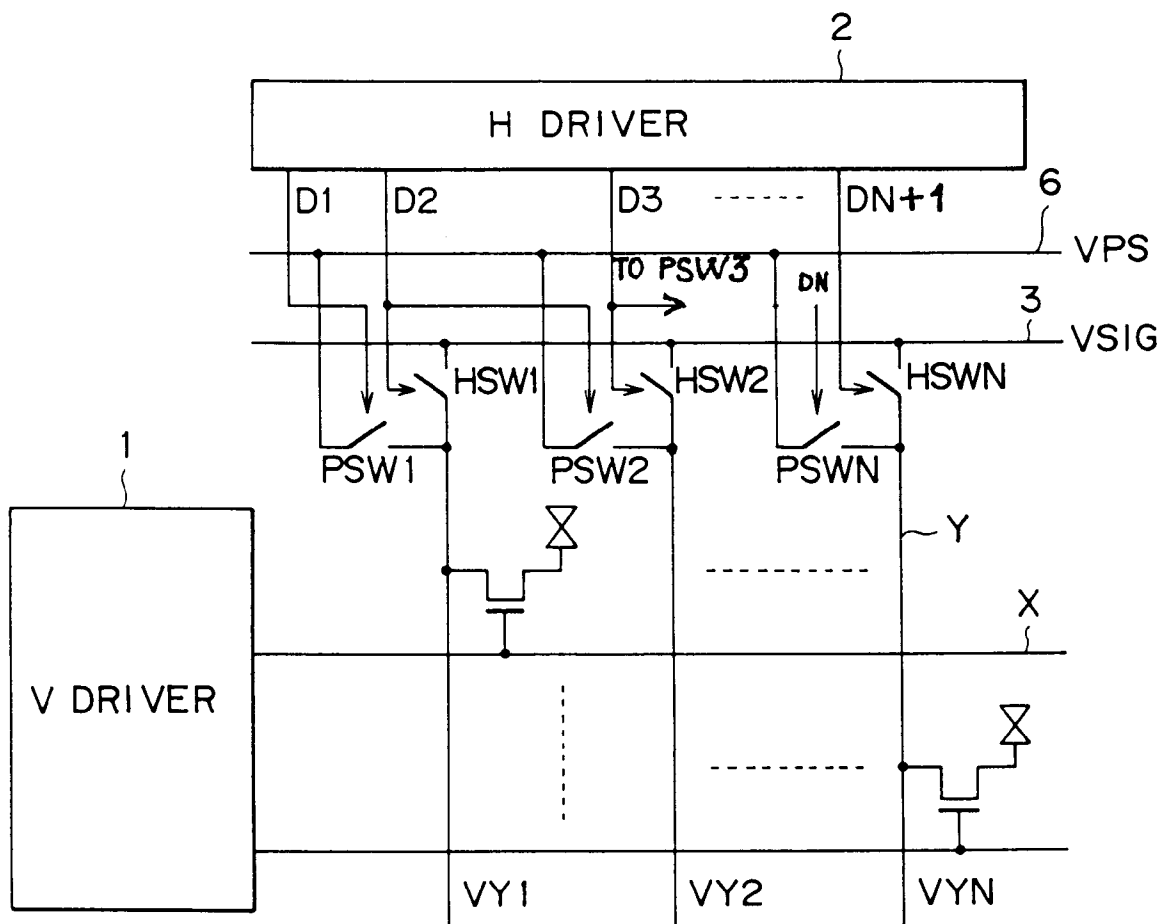 2
H DRIVER
D1 D2 D3 DN+1
6
VPS
TO PSW3 DN
3
VSIG
HSW1 HSW2 HSWN
PSW1 PSW2 PSWN
1
Y
X
V DRIVER
VY1 VY2 VYN